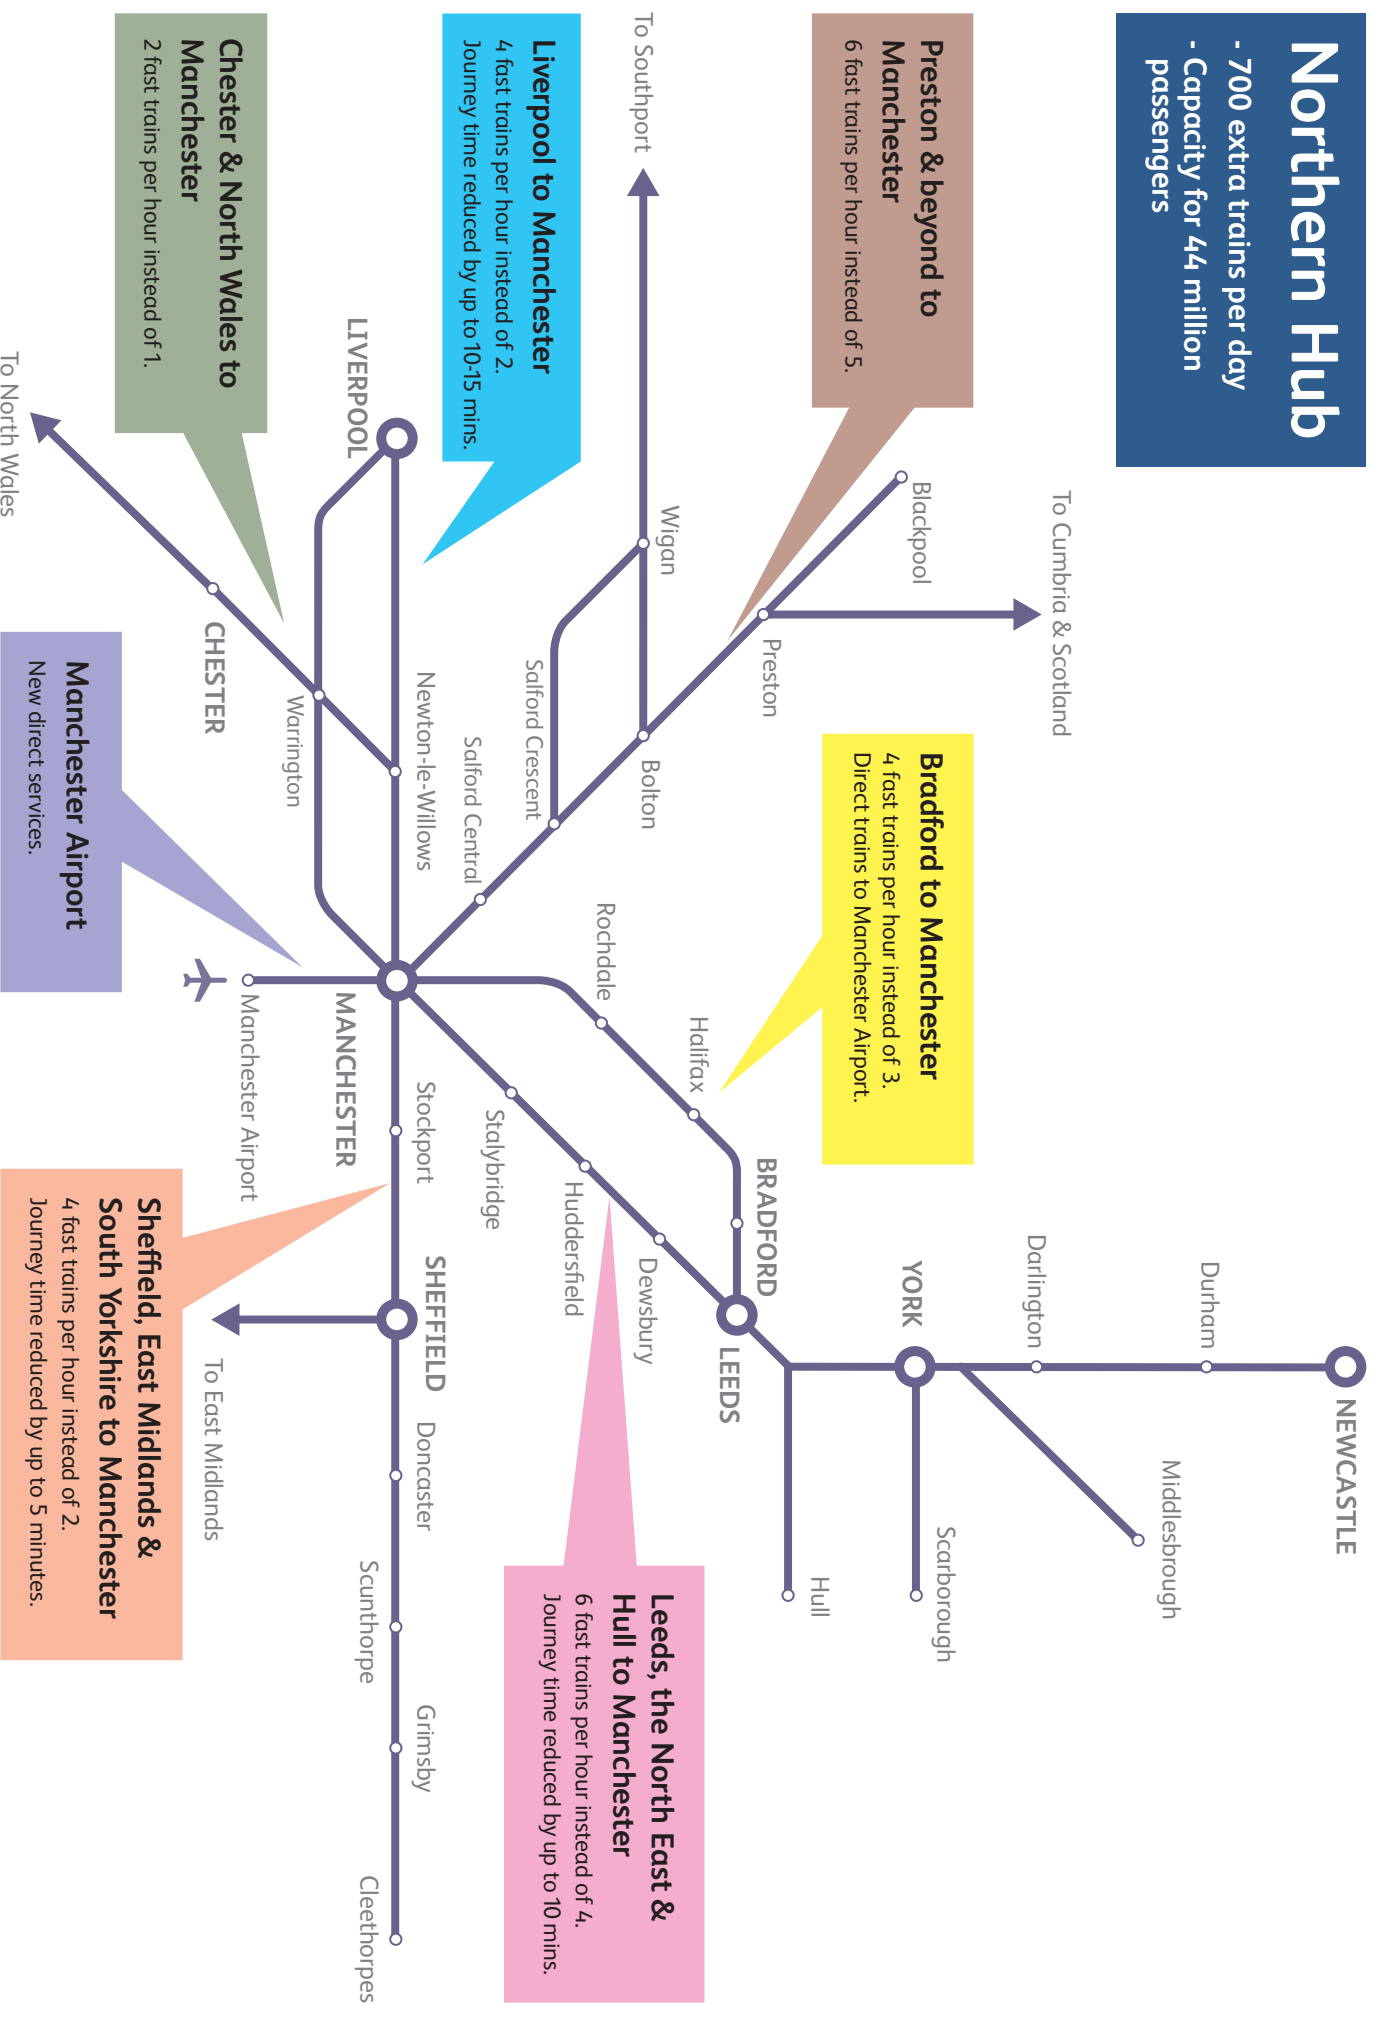 Northern Hub
- 700 extra trains per day
- Capacity for 44 million
passengers
Preston & beyond to
Manchester
6 fast trains per hour instead of 5.
To Southport
Liverpool to Manchester
4 fast trains per hour instead of 2.
Journey time reduced by up to 10-15 mins.
Chester & North Wales to
Manchester
2 fast trains per hour instead of 1.
To North Wales
To Cumbria & Scotland
Blackpool
Preston
Wigan
Bolton
Salford Crescent
Salford Central
LIVERPOOL
Newton-le-Willows
Warrington
CHESTER
Manchester Airport
New direct services.
Bradford to Manchester
4 fast trains per hour instead of 3.
Direct trains to Manchester Airport.
Rochdale
Halifax
BRADFORD
MANCHESTER
Manchester Airport
Stockport
Stalybridge
Huddersfield
Dewsbury
LEEDS
YORK
Darlington
Durham
NEWCASTLE
Middlesbrough
Scarborough
Hull
SHEFFIELD
To East Midlands
Doncaster
Scunthorpe
Grimsby
Cleethorpes
Sheffield, East Midlands &
South Yorkshire to Manchester
4 fast trains per hour instead of 2.
Journey time reduced by up to 5 minutes.
Leeds, the North East &
Hull to Manchester
6 fast trains per hour instead of 4.
Journey time reduced by up to 10 mins.